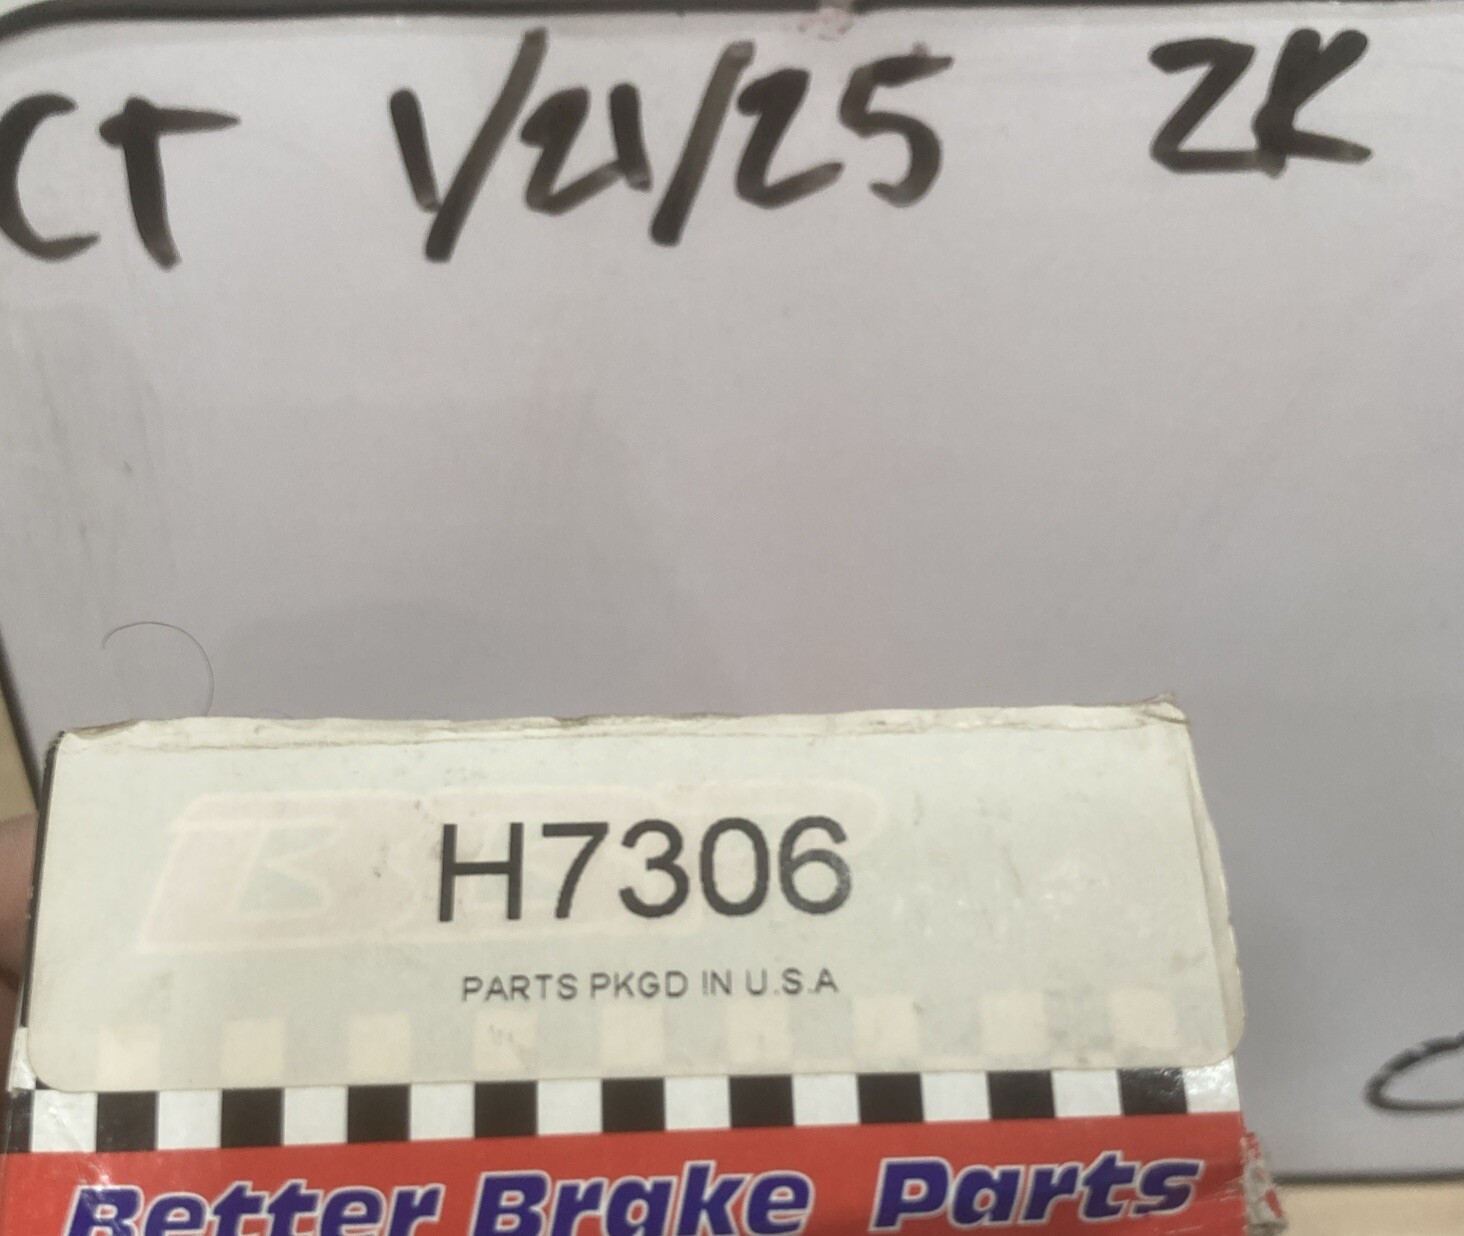 CT 1/21/25 ZK
H7306
PARTS PKGD IN U.S.A
Better Brake Parts